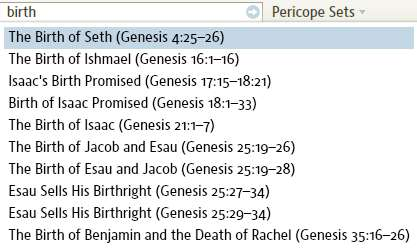 birth Pericope Sets
The Birth of Seth (Genesis 4:25–26)
The Birth of Ishmael (Genesis 16:1–16)
Isaac's Birth Promised (Genesis 17:15–18:21)
Birth of Isaac Promised (Genesis 18:1–33)
The Birth of Isaac (Genesis 21:1–7)
The Birth of Jacob and Esau (Genesis 25:19–26)
The Birth of Esau and Jacob (Genesis 25:19–28)
Esau Sells His Birthright (Genesis 25:27–34)
Esau Sells His Birthright (Genesis 25:29–34)
The Birth of Benjamin and the Death of Rachel (Genesis 35:16–26)